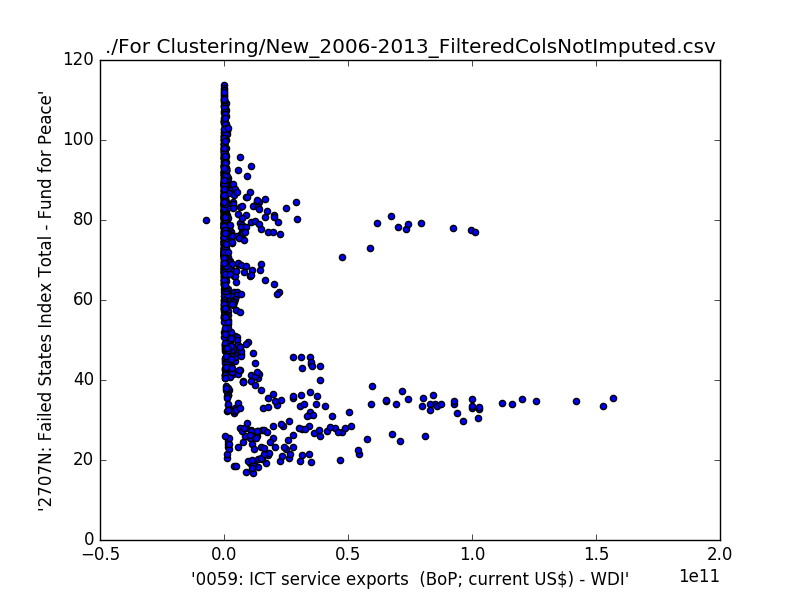 ./For Clustering/New_2006-2013_FilteredColsNotImputed.csv
120
100
80
60
40
20
0
'2707N: Failed States Index Total - Fund for Peace'
−0.5 0.0 0.5 1.0 1.5 2.0
1e11
'0059: ICT service exports  (BoP; current US$) - WDI'